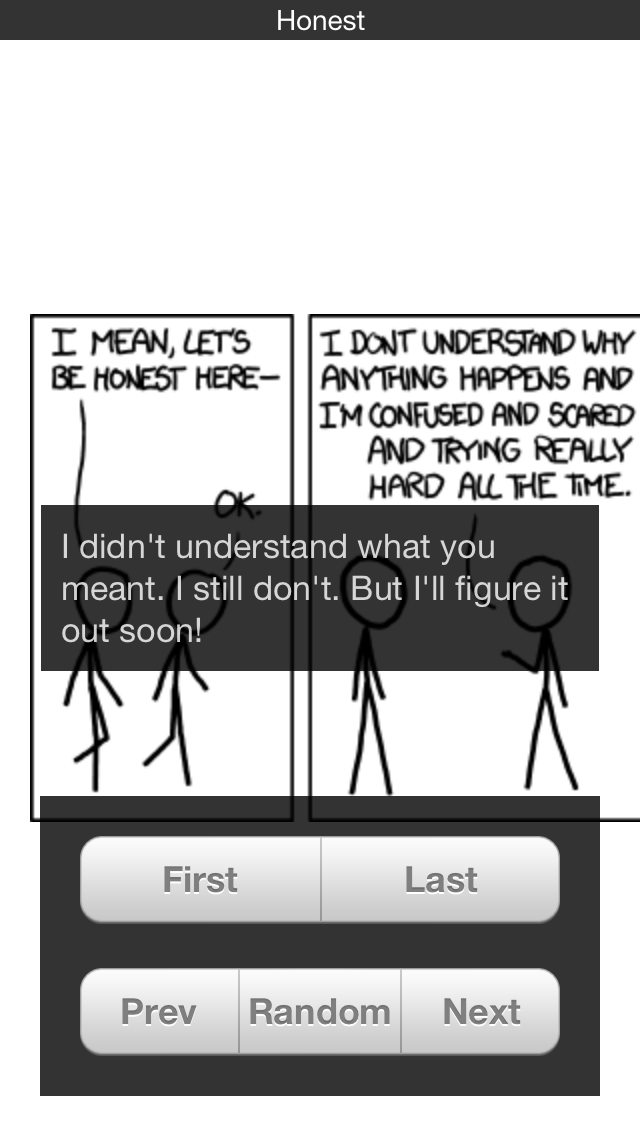 Honest
I MEAN, LET'S
BE HONEST HERE—
OK.
I DON'T UNDERSTAND WHY
ANYTHING HAPPENS AND
I'M CONFUSED AND SCARED
AND TRYING REALLY
HARD ALL THE TIME.
I didn't understand what you
meant. I still don't. But I'll figure it
out soon!
First
Last
Prev
Random
Next